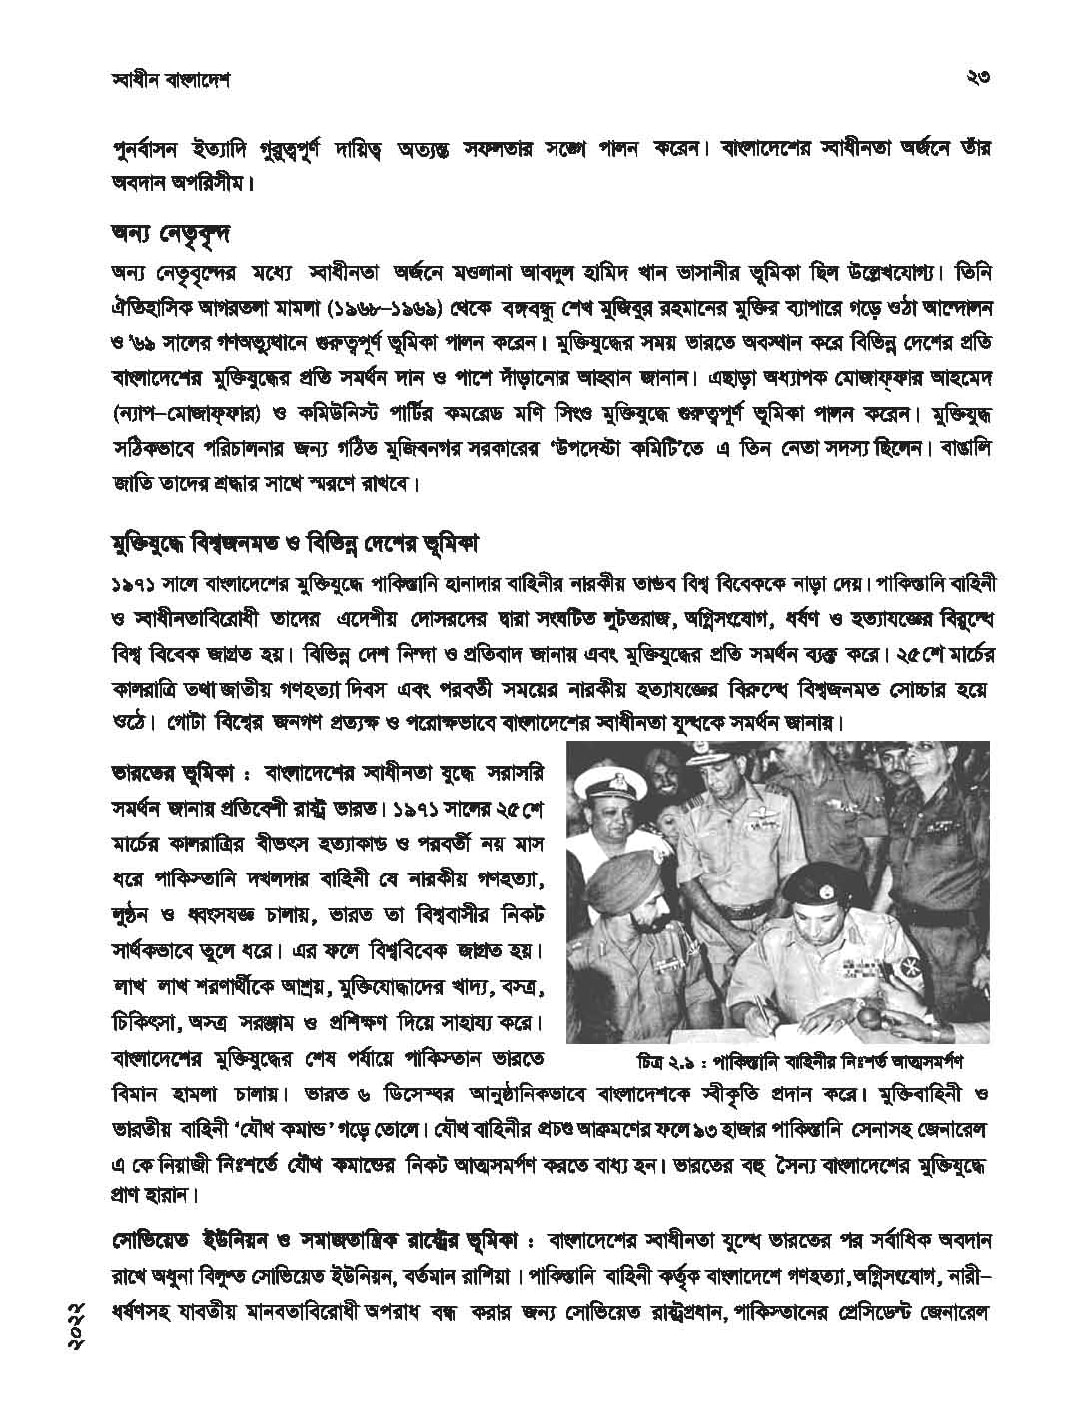 স্বাধীন বাংলাদেশ ২৩
পুনর্বাসন ইত্যাদি গুরুত্বপূর্ণ দায়িত্ব অত্যন্ত সফলতার সঙ্গে পালন করেন। বাংলাদেশের স্বাধীনতা অর্জনে তাঁর
অবদান অপরিসীম।
অন্য নেতৃবৃন্দ
অন্য নেতৃবৃন্দের মধ্যে স্বাধীনতা অর্জনে মওলানা আবদুল হামিদ খান ভাসানীর ভূমিকা ছিল উল্লেখযোগ্য। তিনি
ঐতিহাসিক আগরতলা মামলা (১৯৬৮–১৯৬৯) থেকে বঙ্গবন্ধু শেখ মুজিবুর রহমানের মুক্তির ব্যাপারে গড়ে ওঠা আন্দোলন
ও '৬৯ সালের গণঅভ্যুত্থানে গুরুত্বপূর্ণ ভূমিকা পালন করেন। মুক্তিযুদ্ধের সময় ভারতে অবস্থান করে বিভিন্ন দেশের প্রতি
বাংলাদেশের মুক্তিযুদ্ধের প্রতি সমর্থন দান ও পাশে দাঁড়ানোর আহ্বান জানান। এছাড়া অধ্যাপক মোজাফ্ফার আহমেদ
(ন্যাপ–মোজাফ্ফার) ও কমিউনিস্ট পার্টির কমরেড মণি সিংও মুক্তিযুদ্ধে গুরুত্বপূর্ণ ভূমিকা পালন করেন। মুক্তিযুদ্ধ
সঠিকভাবে পরিচালনার জন্য গঠিত মুজিবনগর সরকারের 'উপদেষ্টা কমিটি'তে এ তিন নেতা সদস্য ছিলেন। বাঙালি
জাতি তাদের শ্রদ্ধার সাথে স্মরণে রাখবে।
মুক্তিযুদ্ধে বিশ্বজনমত ও বিভিন্ন দেশের ভূমিকা
১৯৭১ সালে বাংলাদেশের মুক্তিযুদ্ধে পাকিস্তানি হানাদার বাহিনীর নারকীয় তান্ডব বিশ্ব বিবেককে নাড়া দেয়। পাকিস্তানি বাহিনী
ও স্বাধীনতাবিরোধী তাদের এদেশীয় দোসরদের দ্বারা সংঘটিত লুটতরাজ, অগ্নিসংযোগ, ধর্ষণ ও হত্যাযজ্ঞের বিরুদ্ধে
বিশ্ব বিবেক জাগ্রত হয়। বিভিন্ন দেশ নিন্দা ও প্রতিবাদ জানায় এবং মুক্তিযুদ্ধের প্রতি সমর্থন ব্যক্ত করে। ২৫শে মার্চের
কালরাত্রি তথা জাতীয় গণহত্যা দিবস এবং পরবর্তী সময়ের নারকীয় হত্যাযজ্ঞের বিরুদ্ধে বিশ্বজনমত সোচ্চার হয়ে
ওঠে। গোটা বিশ্বের জনগণ প্রত্যক্ষ ও পরোক্ষভাবে বাংলাদেশের স্বাধীনতা যুদ্ধকে সমর্থন জানায়।
ভারতের ভূমিকা : বাংলাদেশের স্বাধীনতা যুদ্ধে সরাসরি
সমর্থন জানায় প্রতিবেশী রাষ্ট্র ভারত। ১৯৭১ সালের ২৫শে
মার্চের কালরাত্রির বীভৎস হত্যাকান্ড ও পরবর্তী নয় মাস
ধরে পাকিস্তানি দখলদার বাহিনী যে নারকীয় গণহত্যা,
লুণ্ঠন ও ধ্বংসযজ্ঞ চালায়, ভারত তা বিশ্ববাসীর নিকট
সার্থকভাবে তুলে ধরে। এর ফলে বিশ্ববিবেক জাগ্রত হয়।
লাখ লাখ শরণার্থীকে আশ্রয়, মুক্তিযোদ্ধাদের খাদ্য, বস্ত্র,
চিকিৎসা, অস্ত্র সরঞ্জাম ও প্রশিক্ষণ দিয়ে সাহায্য করে।
বাংলাদেশের মুক্তিযুদ্ধের শেষ পর্যায়ে পাকিস্তান ভারতে
চিত্র ২.১ : পাকিস্তানি বাহিনীর নিঃশর্ত আত্মসমর্পণ
বিমান হামলা চালায়। ভারত ৬ ডিসেম্বর আনুষ্ঠানিকভাবে বাংলাদেশকে স্বীকৃতি প্রদান করে। মুক্তিবাহিনী ও
ভারতীয় বাহিনী 'যৌথ কমান্ড' গড়ে তোলে। যৌথ বাহিনীর প্রচণ্ড আক্রমণের ফলে ৯৩ হাজার পাকিস্তানি সেনাসহ জেনারেল
এ কে নিয়াজী নিঃশর্তে যৌথ কমান্ডের নিকট আত্মসমর্পণ করতে বাধ্য হন। ভারতের বহু সৈন্য বাংলাদেশের মুক্তিযুদ্ধে
প্রাণ হারান।
সোভিয়েত ইউনিয়ন ও সমাজতান্ত্রিক রাষ্ট্রের ভূমিকা : বাংলাদেশের স্বাধীনতা যুদ্ধে ভারতের পর সর্বাধিক অবদান
রাখে অধুনা বিলুপ্ত সোভিয়েত ইউনিয়ন, বর্তমান রাশিয়া। পাকিস্তানি বাহিনী কর্তৃক বাংলাদেশে গণহত্যা, অগ্নিসংযোগ, নারী–
ধর্ষণসহ যাবতীয় মানবতাবিরোধী অপরাধ বন্ধ করার জন্য সোভিয়েত রাষ্ট্রপ্রধান, পাকিস্তানের প্রেসিডেন্ট জেনারেল
২০২২